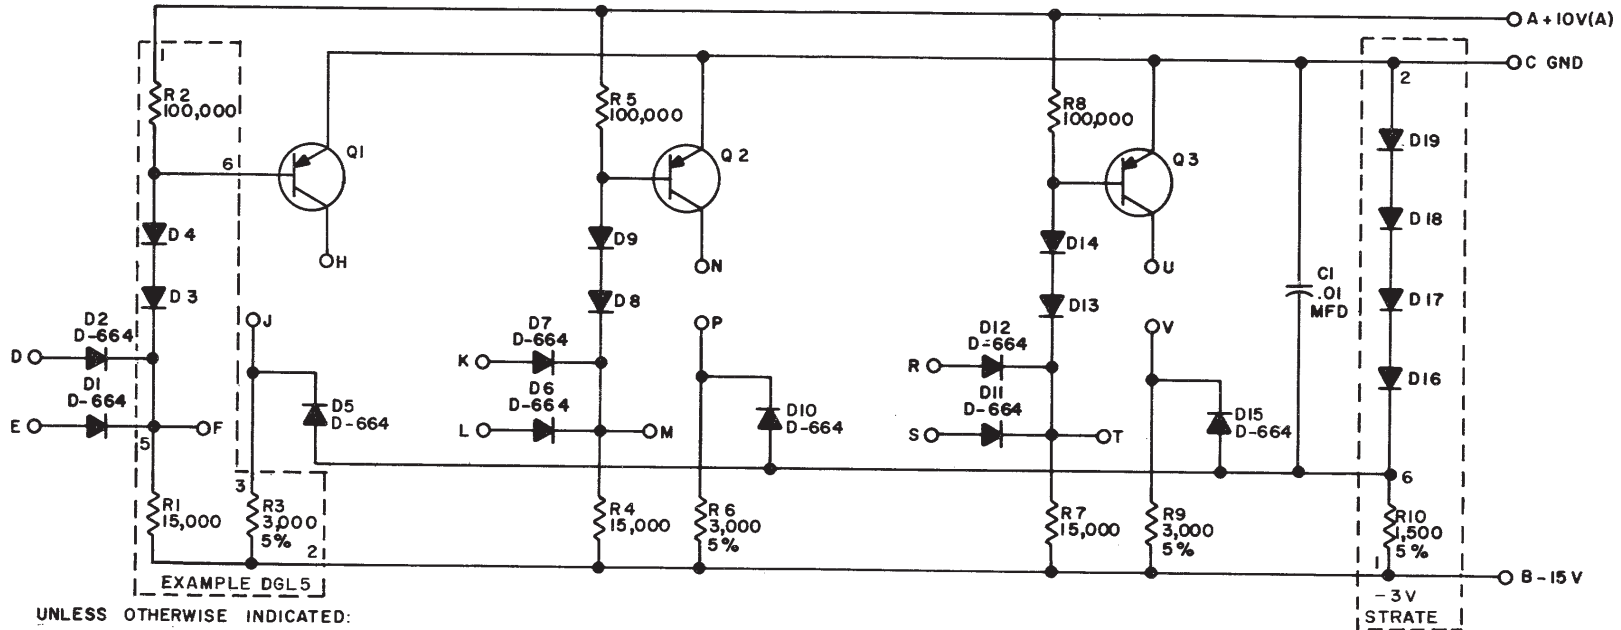 A +10V(A)
C GND
1
2
R2
100,000
R5
100,000
R8
100,000
D19
Q1
Q2
Q3
6
D4
D9
D14
D18
H
N
U
C1
.01
MFD
D3
D8
D13
D17
J
P
V
D2
D-664
D7
D-664
D12
D-664
D
K
R
D16
D1
D-664
D6
D-664
D11
D-664
D5
D-664
D10
D-664
D15
D-664
E
F
L
M
S
T
5
3
6
R1
15,000
R3
3,000
5%
R4
15,000
R6
3,000
5%
R7
15,000
R9
3,000
5%
R10
1,500
5%
2
1
EXAMPLE DGL5
B -15V
-3V
STRATE
UNLESS OTHERWISE INDICATED: